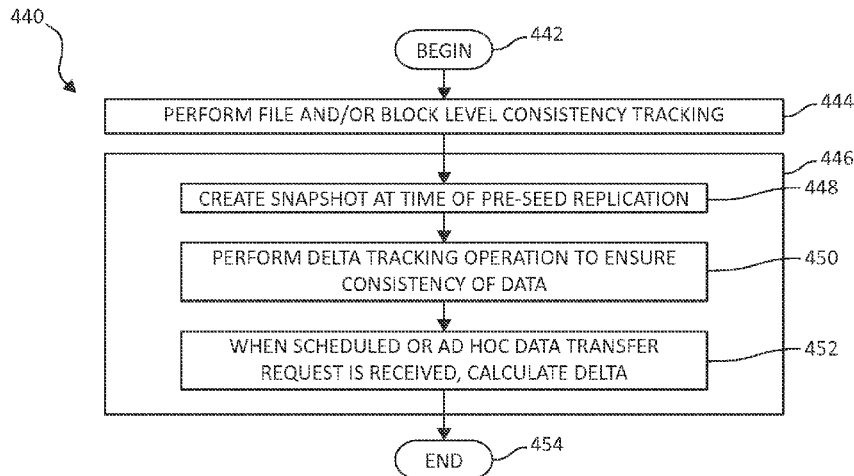 440
BEGIN
442
PERFORM FILE AND/OR BLOCK LEVEL CONSISTENCY TRACKING
444
446
CREATE SNAPSHOT AT TIME OF PRE-SEED REPLICATION
448
PERFORM DELTA TRACKING OPERATION TO ENSURE
CONSISTENCY OF DATA
450
WHEN SCHEDULED OR AD HOC DATA TRANSFER
REQUEST IS RECEIVED, CALCULATE DELTA
452
END
454